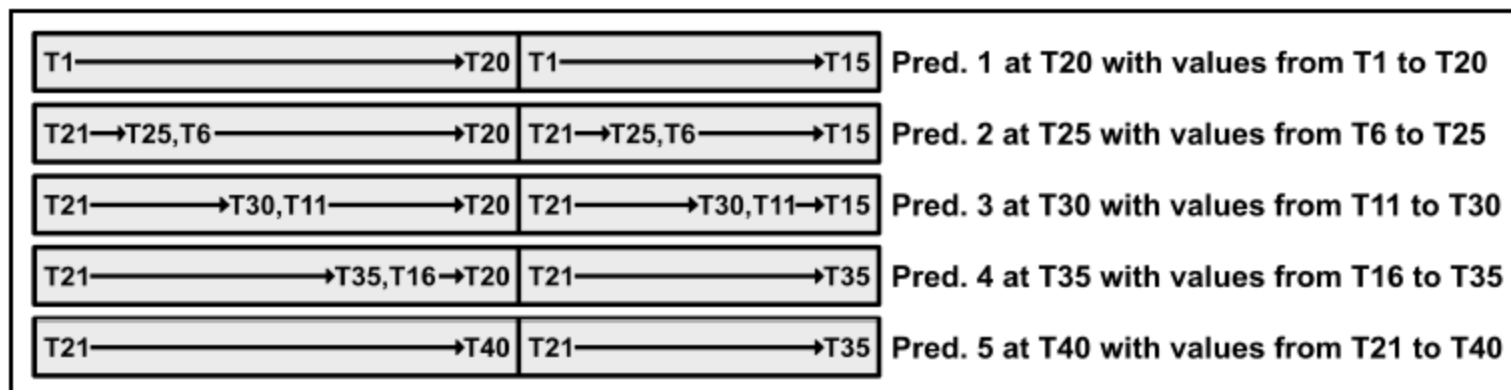 T1 T20 T1 T15 Pred. 1 at T20 with values from T1 to T20
T21 T25,T6 T20 T21 T25,T6 T15 Pred. 2 at T25 with values from T6 to T25
T21 T30,T11 T20 T21 T30,T11 T15 Pred. 3 at T30 with values from T11 to T30
T21 T35,T16 T20 T21 T35 Pred. 4 at T35 with values from T16 to T35
T21 T40 T21 T35 Pred. 5 at T40 with values from T21 to T40